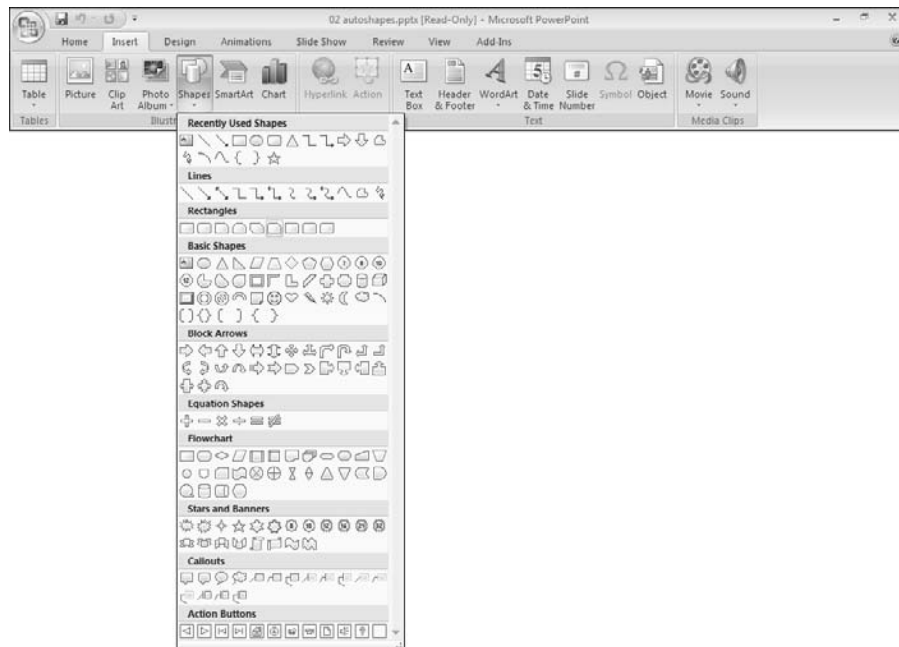 02 autoshapes.pptx [Read-Only] - Microsoft PowerPoint
Home Insert Design Animations Slide Show Review View Add-Ins
Table Picture Clip Art Photo Album Shapes SmartArt Chart Hyperlink Action Text Box Header & Footer WordArt Date & Time Slide Number Symbol Object Movie Sound
Tables Illust Text Media Clips
Recently Used Shapes
Lines
Rectangles
Basic Shapes
Block Arrows
Equation Shapes
Flowchart
Stars and Banners
Callouts
Action Buttons